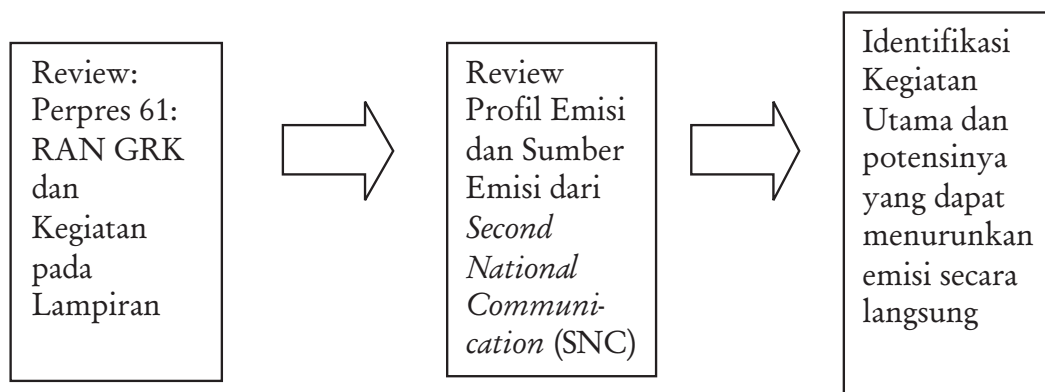 Review:
Perpres 61:
RAN GRK
dan
Kegiatan
pada
Lampiran
Review
Profil Emisi
dan Sumber
Emisi dari
Second
National
Communi-
cation (SNC)
Identifikasi
Kegiatan
Utama dan
potensinya
yang dapat
menurunkan
emisi secara
langsung